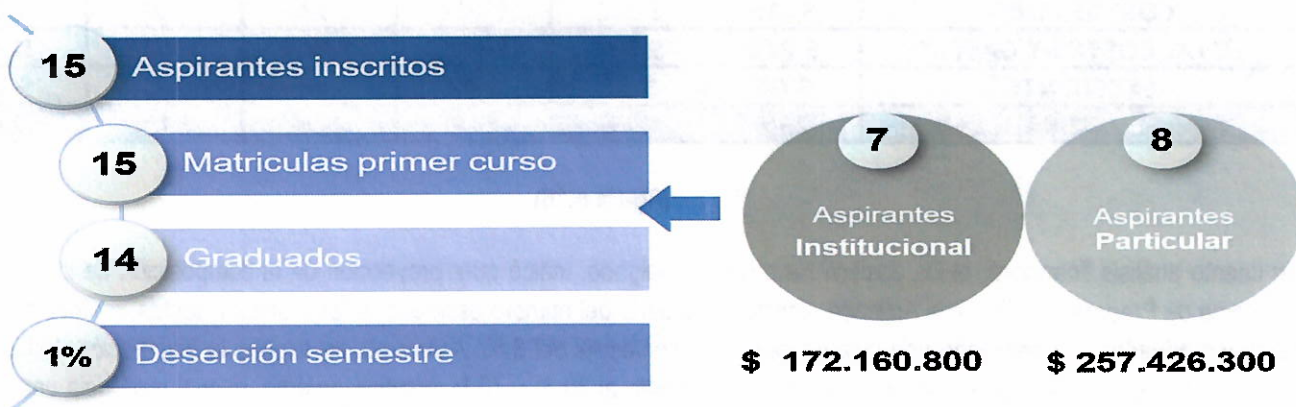 15 Aspirantes inscritos
15 Matriculas primer curso
14 Graduados
1% Deserción semestre
7
Aspirantes
Institucional
$ 172.160.800
8
Aspirantes
Particular
$ 257.426.300